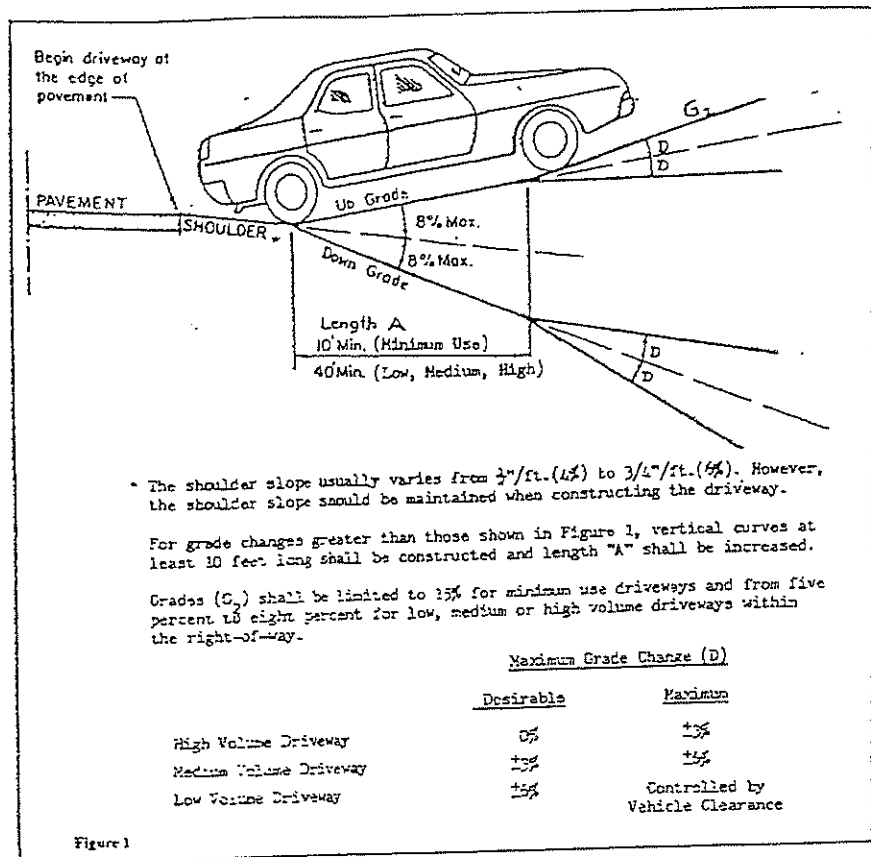 Begin driveway at
the edge of
pavement
G₂
D
D
PAVEMENT
SHOULDER *
Up Grade
8% Max.
8% Max.
Down Grade
Length A
10' Min. (Minimum Use)
40' Min. (Low, Medium, High)
D
D
* The shoulder slope usually varies from ½"/ft.(4%) to 3/4"/ft.(6%). However,
the shoulder slope should be maintained when constructing the driveway.
For grade changes greater than those shown in Figure 1, vertical curves at
least 10 feet long shall be constructed and length "A" shall be increased.
Grades (G₂) shall be limited to 15% for minimum use driveways and from five
percent to eight percent for low, medium or high volume driveways within
the right-of-way.
Maximum Grade Change (D)
Desirable Maximum
High Volume Driveway 0% ±3%
Medium Volume Driveway ±3%
Low Volume Driveway Controlled by
Vehicle Clearance
Figure 1